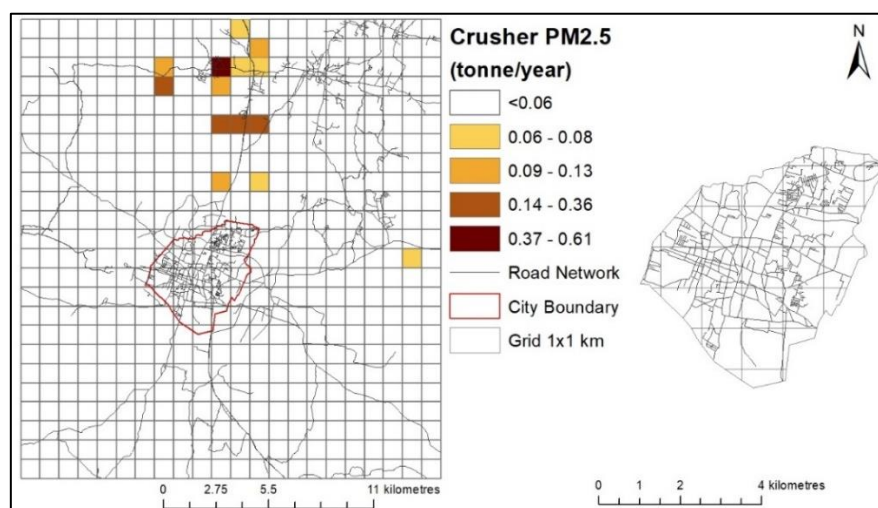 Crusher PM2.5
(tonne/year)
<0.06
0.06 - 0.08
0.09 - 0.13
0.14 - 0.36
0.37 - 0.61
Road Network
City Boundary
Grid 1x1 km
N
0 2.75 5.5 11 kilometres
0 1 2 4 kilometres